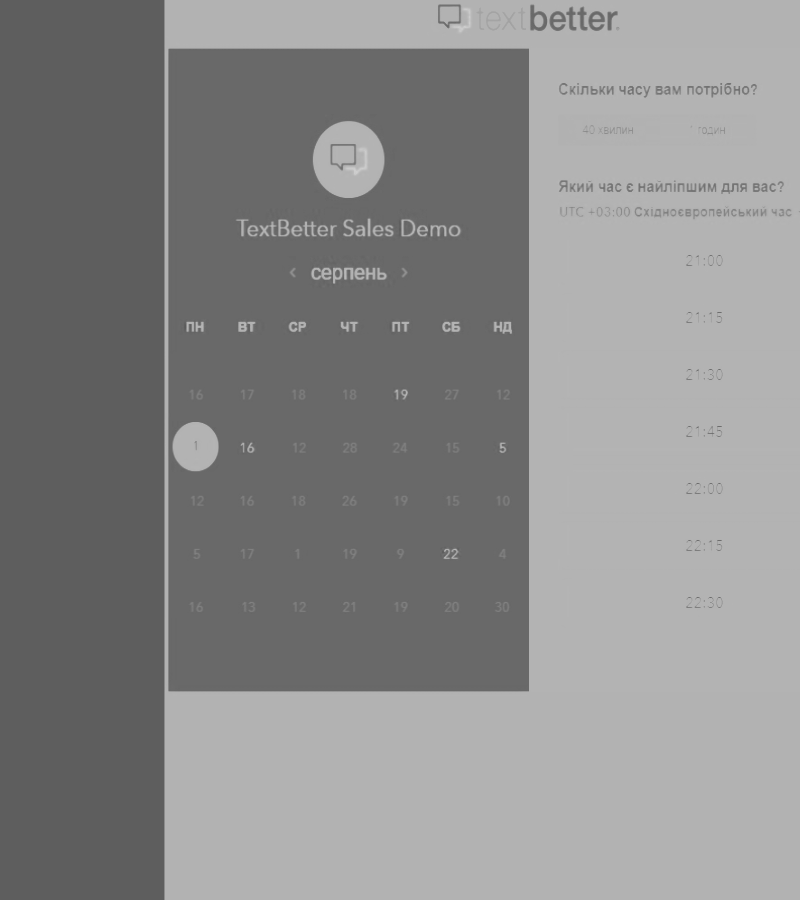 textbetter.
TextBetter Sales Demo
‹ серпень ›
ПН ВТ СР ЧТ ПТ СБ НД
16 17 18 18 19 27 12
1 16 12 28 24 15 5
12 16 18 26 19 15 10
5 17 1 19 9 22 4
16 13 12 21 19 20 30
Скільки часу вам потрібно?
40 хвилин 1 годин
Який час є найліпшим для вас?
UTC +03:00 Східноєвропейський час
21:00
21:15
21:30
21:45
22:00
22:15
22:30